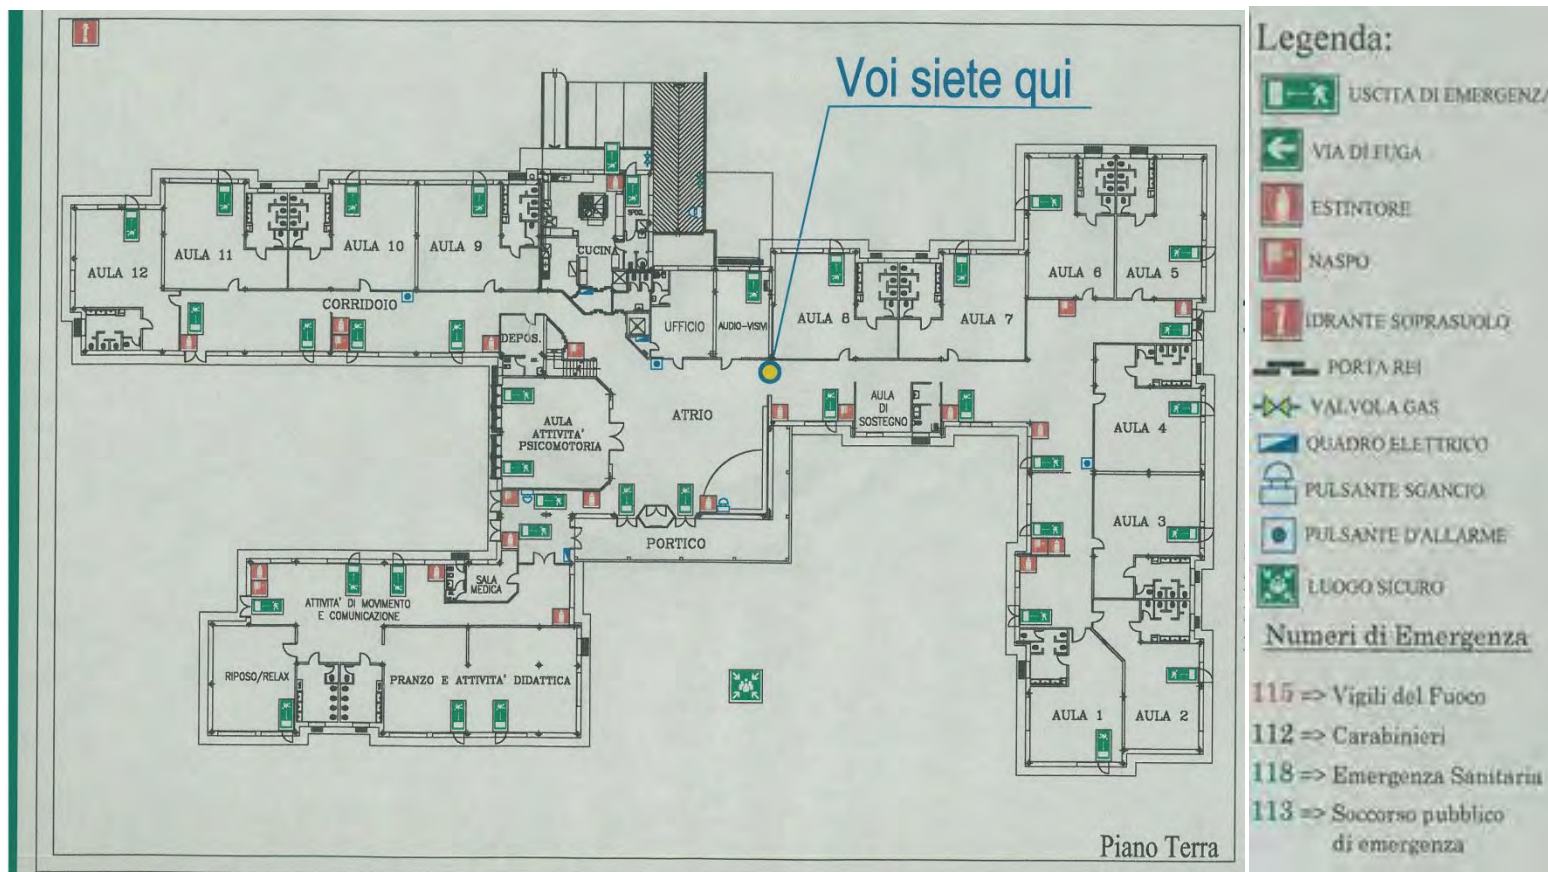 Voi siete qui
AULA 12
AULA 11
AULA 10
AULA 9
CUCINA
SPOGL.
CORRIDOIO
DEPOS.
UFFICIO
AUDIO-VISIVI
AULA 8
AULA 7
AULA 6
AULA 5
AULA
ATTIVITA'
PSICOMOTORIA
ATRIO
AULA
DI
SOSTEGNO
AULA 4
AULA 3
PORTICO
SALA
MEDICA
ATTIVITA' DI MOVIMENTO
E COMUNICAZIONE
RIPOSO/RELAX
PRANZO E ATTIVITA' DIDATTICA
AULA 1
AULA 2
Piano Terra
Legenda:
USCITA DI EMERGENZA
VIA DI FUGA
ESTINTORE
NASPO
IDRANTE SOPRASUOLO
PORTA REI
VALVOLA GAS
QUADRO ELETTRICO
PULSANTE SGANCIO
PULSANTE D'ALLARME
LUOGO SICURO
Numeri di Emergenza
115 => Vigili del Fuoco
112 => Carabinieri
118 => Emergenza Sanitaria
113 => Soccorso pubblico
di emergenza